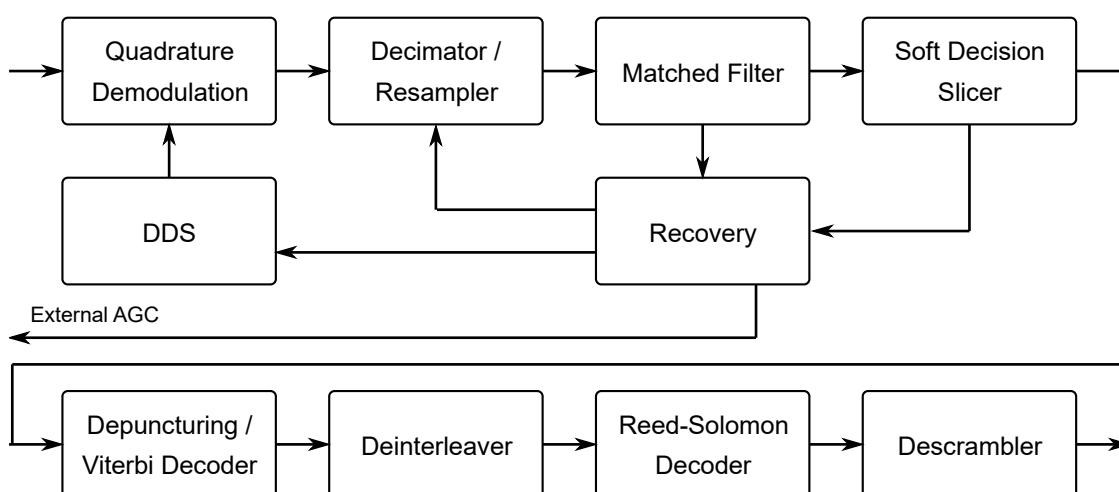 Quadrature
Demodulation
Decimator /
Resampler
Matched Filter
Soft Decision
Slicer
DDS
Recovery
External AGC
Depuncturing /
Viterbi Decoder
Deinterleaver
Reed-Solomon
Decoder
Descrambler